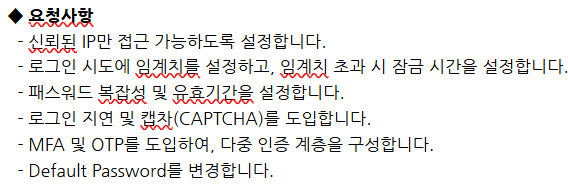 ◆ 요청사항
- 신뢰된 IP만 접근 가능하도록 설정합니다.
- 로그인 시도에 임계치를 설정하고, 임계치 초과 시 잠금 시간을 설정합니다.
- 패스워드 복잡성 및 유효기간을 설정합니다.
- 로그인 지연 및 캡차(CAPTCHA)를 도입합니다.
- MFA 및 OTP를 도입하여, 다중 인증 계층을 구성합니다.
- Default Password를 변경합니다.